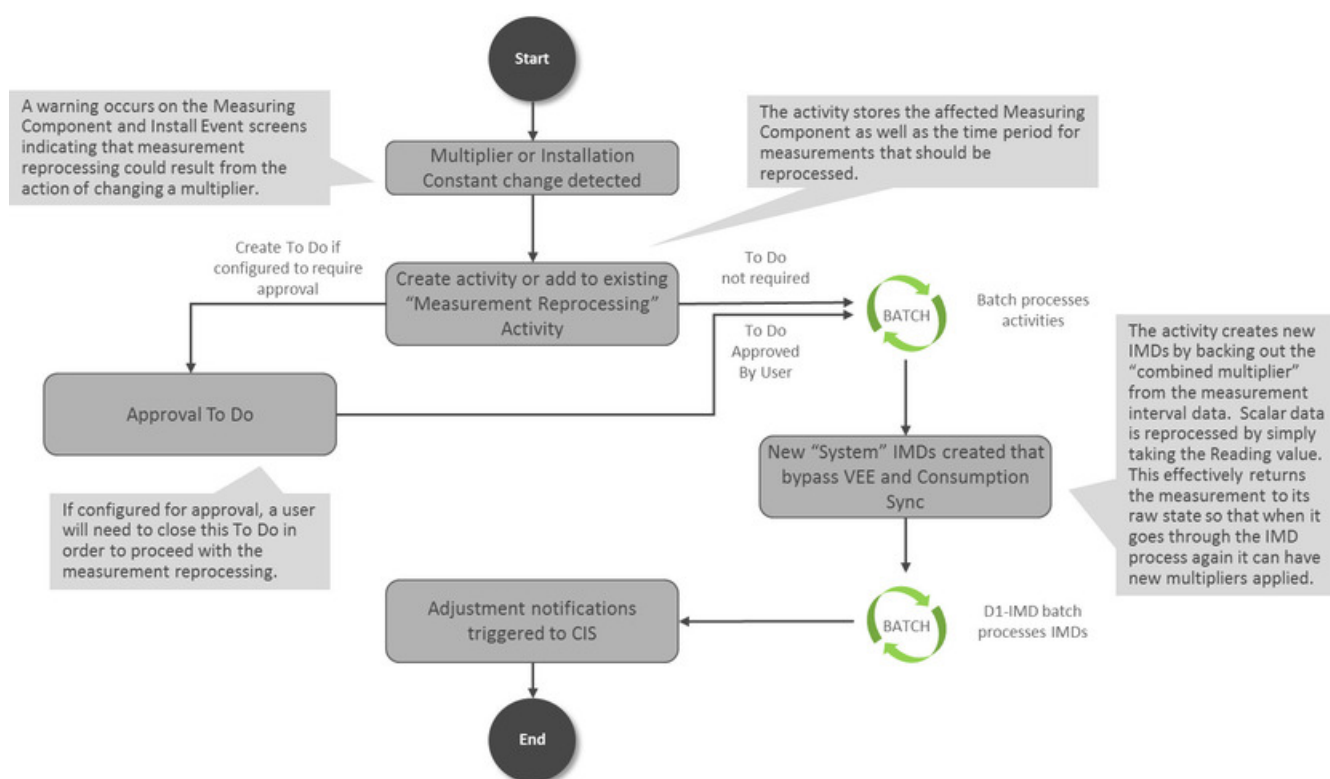 Start
A warning occurs on the Measuring
Component and Install Event screens
indicating that measurement
reprocessing could result from the
action of changing a multiplier.
The activity stores the affected Measuring
Component as well as the time period for
measurements that should be
reprocessed.
Multiplier or Installation
Constant change detected
Create To Do if
configured to require
approval
Create activity or add to existing
“Measurement Reprocessing”
Activity
To Do
not required
BATCH
Batch processes
activities
To Do
Approved
By User
Approval To Do
The activity creates new
IMDs by backing out the
“combined multiplier”
from the measurement
interval data.  Scalar data
is reprocessed by simply
taking the Reading value.
This effectively returns
the measurement to its
raw state so that when it
goes through the IMD
process again it can have
new multipliers applied.
New “System” IMDs created that
bypass VEE and Consumption
Sync
If configured for approval, a user
will need to close this To Do in
order to proceed with the
measurement reprocessing.
Adjustment notifications
triggered to CIS
BATCH
D1-IMD batch
processes IMDs
End